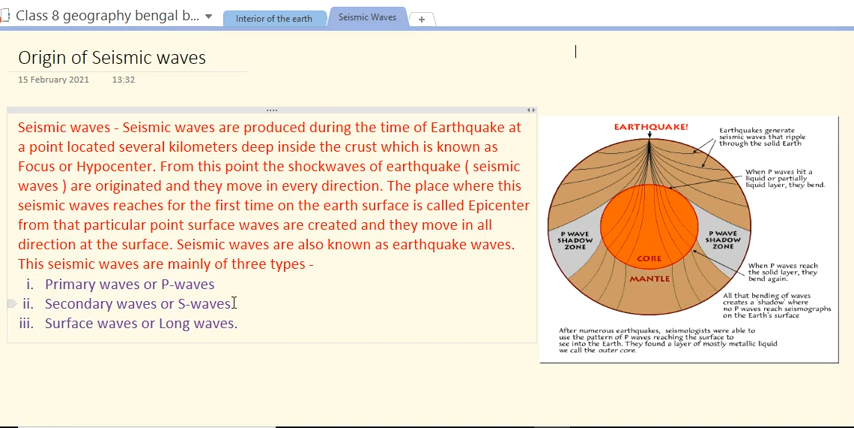 Class 8 geography bengal b...
Interior of the earth
Seismic Waves
Origin of Seismic waves
15 February 2021 13:32
Seismic waves - Seismic waves are produced during the time of Earthquake at
a point located several kilometers deep inside the crust which is known as
Focus or Hypocenter. From this point the shockwaves of earthquake ( seismic
waves ) are originated and they move in every direction. The place where this
seismic waves reaches for the first time on the earth surface is called Epicenter
from that particular point surface waves are created and they move in all
direction at the surface. Seismic waves are also known as earthquake waves.
This seismic waves are mainly of three types -
i. Primary waves or P-waves
ii. Secondary waves or S-waves.
iii. Surface waves or Long waves.
EARTHQUAKE!
Earthquakes generate
seismic waves that ripple
through the solid Earth
When P waves hit a
liquid or partially
liquid layer, they bend.
P WAVE
SHADOW
ZONE
P WAVE
SHADOW
ZONE
CORE
MANTLE
When P waves reach
the solid layer, they
bend again.
All that bending of waves
creates a 'shadow' where
no P waves reach seismographs
on the Earth's surface
After numerous earthquakes, seismologists were able to
use the pattern of P waves reaching the surface to
see into the Earth. They found a layer of mostly metallic liquid
we call the outer core.